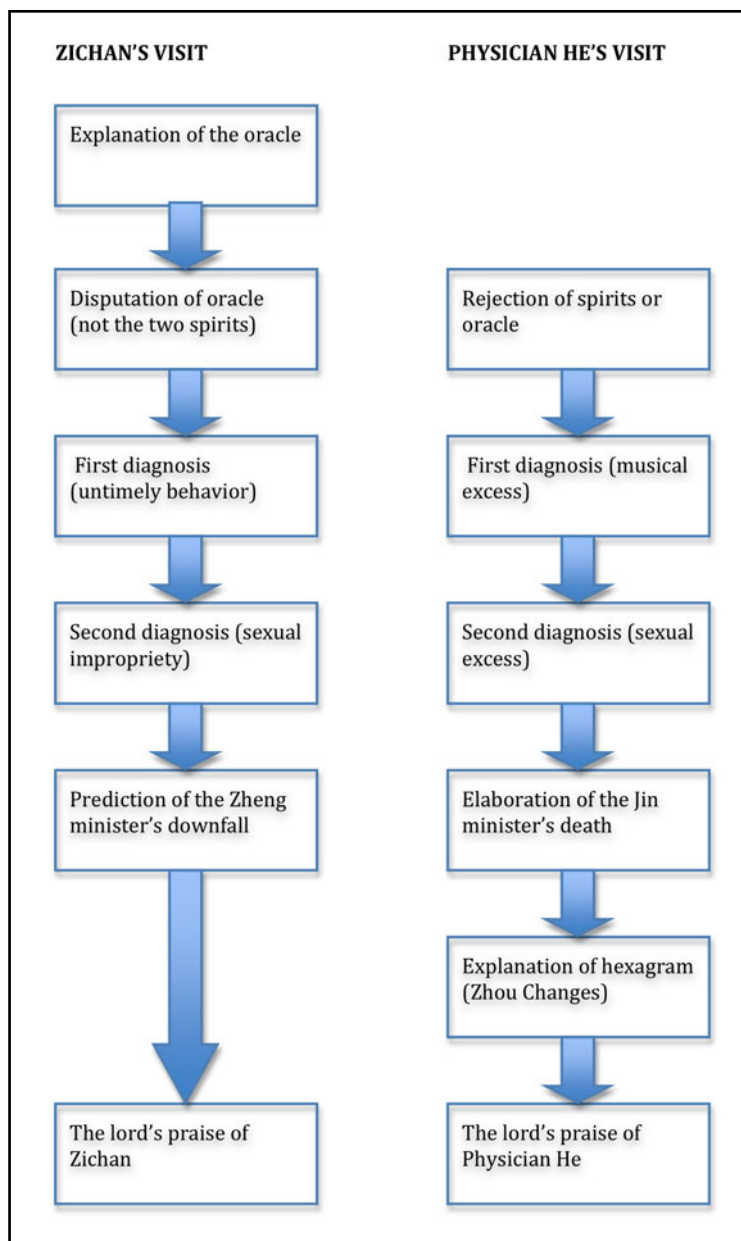 ZICHAN’S VISIT
Explanation of the oracle
Disputation of oracle
(not the two spirits)
First diagnosis
(untimely behavior)
Second diagnosis (sexual
impropriety)
Prediction of the Zheng
minister’s downfall
The lord’s praise of
Zichan
PHYSICIAN HE’S VISIT
Rejection of spirits or
oracle
First diagnosis (musical
excess)
Second diagnosis (sexual
excess)
Elaboration of the Jin
minister’s death
Explanation of hexagram
(Zhou Changes)
The lord’s praise of
Physician He